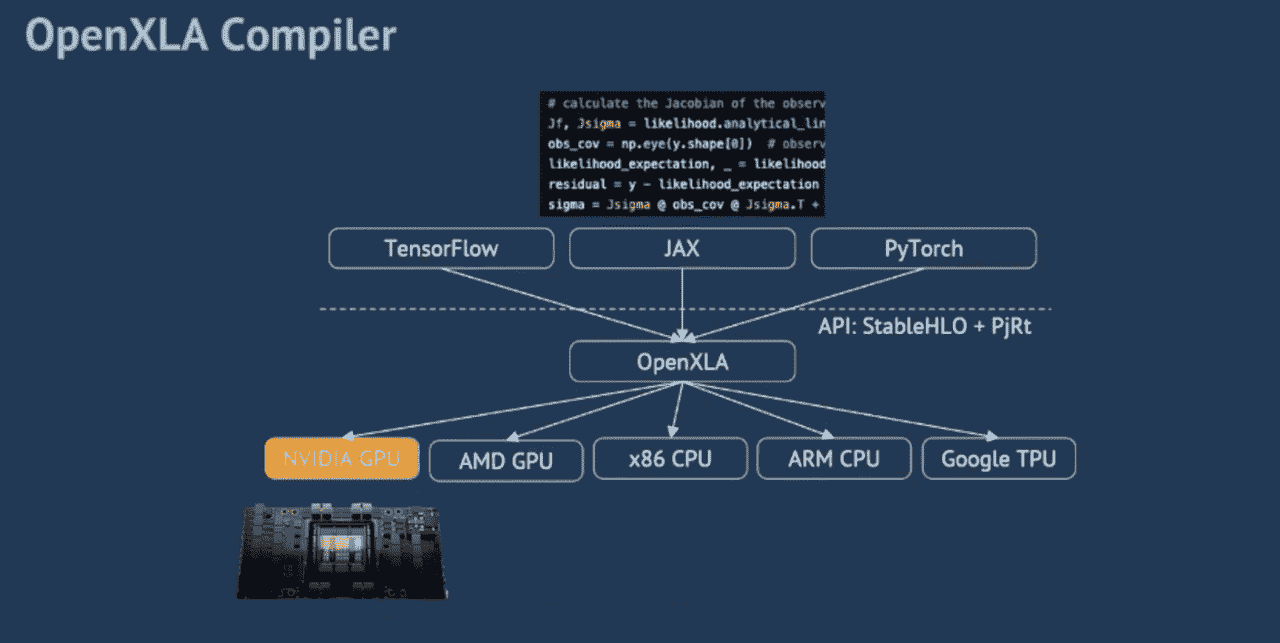 OpenXLA Compiler
# calculate the Jacobian of the observ
Jf, Jsigma = likelihood.analytical_lin
obs_cov = np.eye(y.shape[0])  # observ
likelihood_expectation, _ = likelihood
residual = y - likelihood_expectation
sigma = Jsigma @ obs_cov @ Jsigma.T +
TensorFlow
JAX
PyTorch
API: StableHLO + PjRt
OpenXLA
NVIDIA GPU
AMD GPU
x86 CPU
ARM CPU
Google TPU